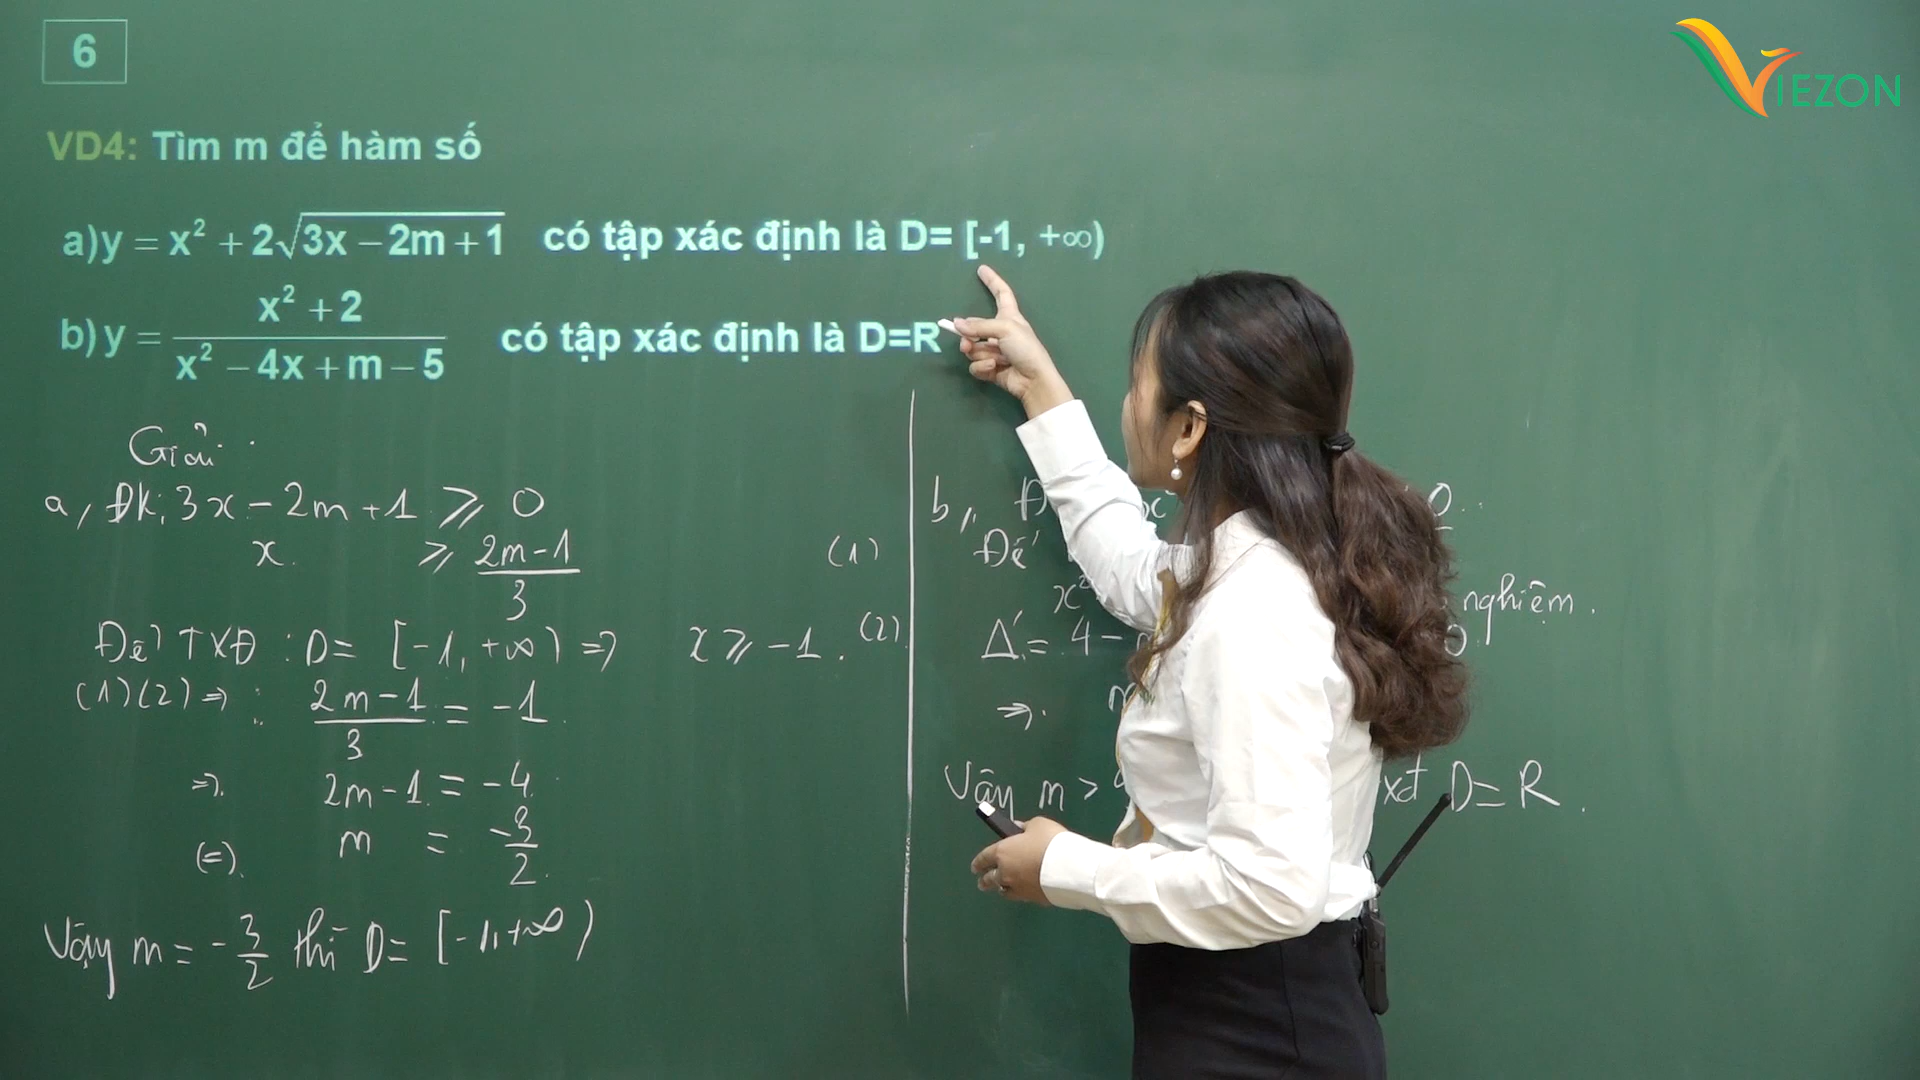 6
VIEZON
VD4: Tìm m để hàm số
a) y = x² + 2√(3x − 2m + 1) có tập xác định là D= [-1, +∞)
b) y = (x² + 2)/(x² − 4x + m − 5) có tập xác định là D=R
Giải:
a, ĐK: 3x − 2m + 1 ⩾ 0
x ⩾ (2m − 1)/3 (1)
Để TXĐ : D= [-1, +∞) => x ⩾ −1. (2)
(1)(2) => : (2m − 1)/3 = −1
=> 2m − 1 = −4
(=) m = −3/2
Vậy m = −3/2 thì D= [-1, +∞)
b,
0
Để
x² nghiệm.
Δ' = 4 −
=>
Vậy m > xđ D = R.